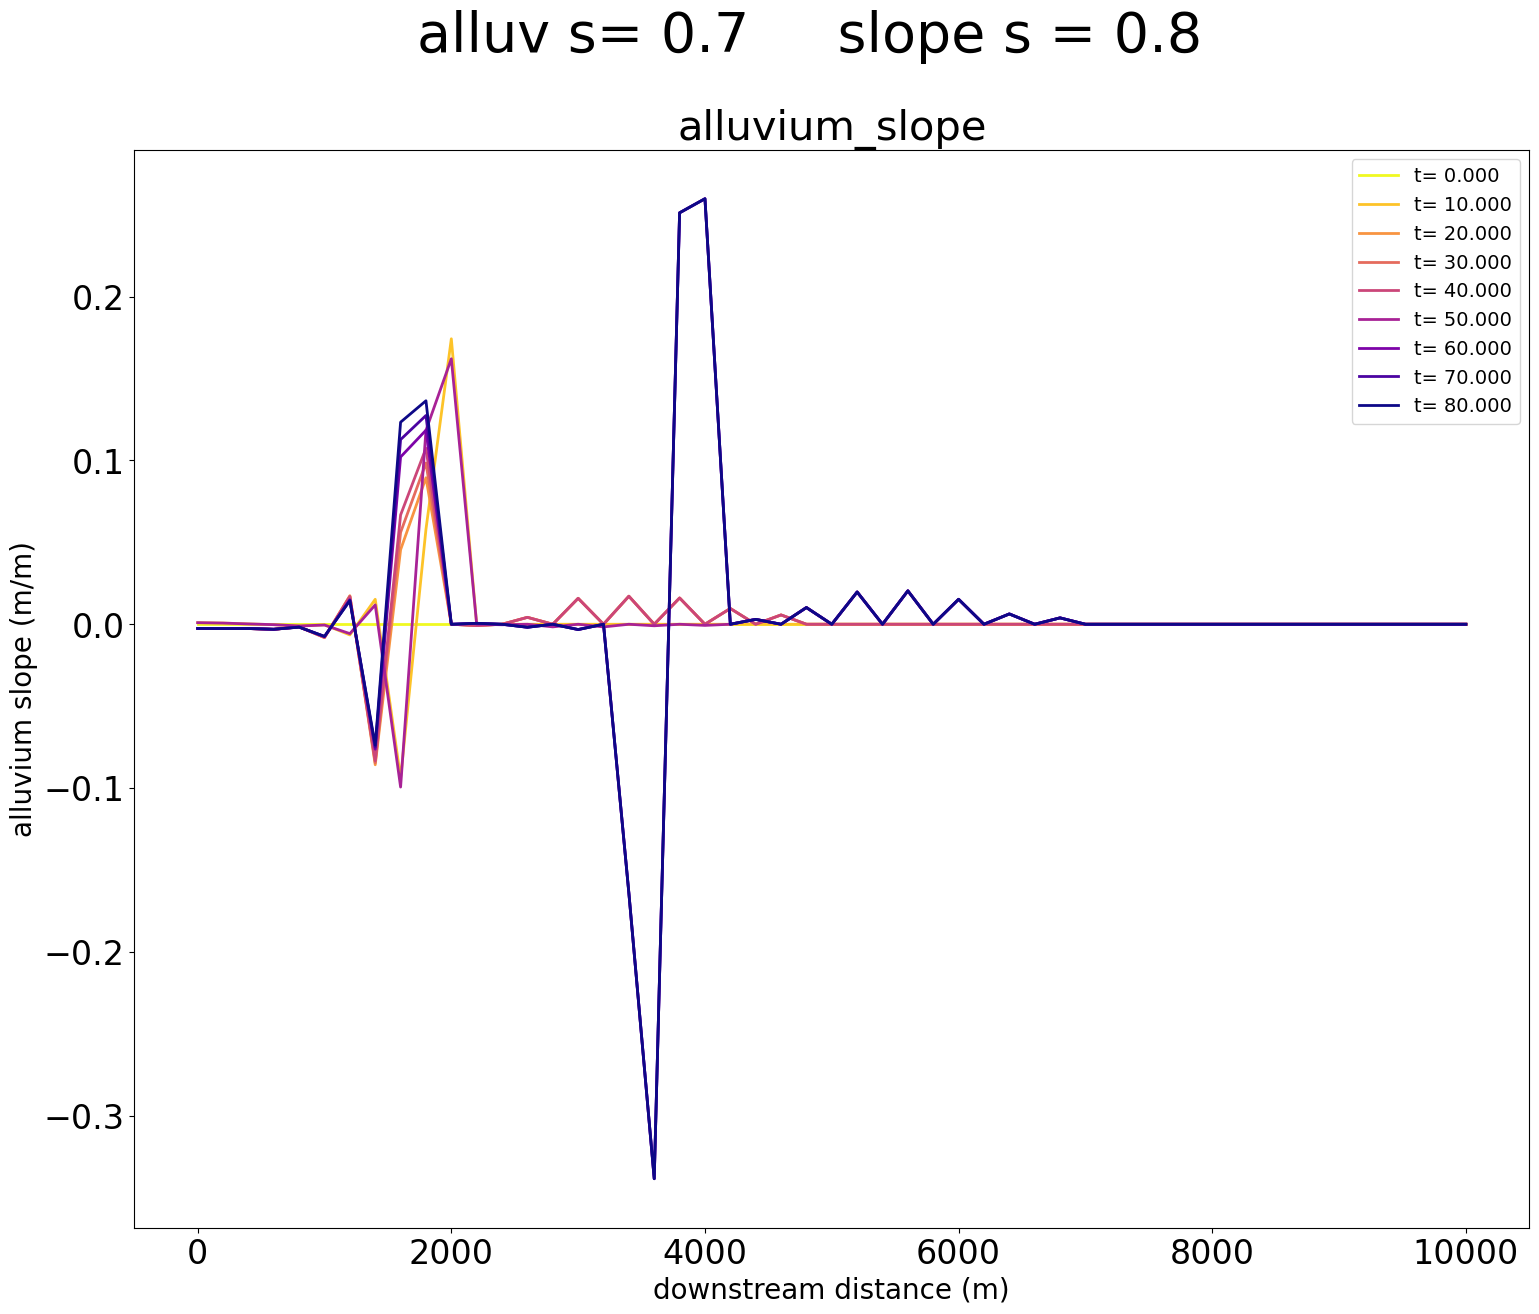 alluv s= 0.7     slope s = 0.8
alluvium_slope
t= 0.000
t= 10.000
t= 20.000
t= 30.000
t= 40.000
t= 50.000
t= 60.000
t= 70.000
t= 80.000
alluvium slope (m/m)
0.2
0.1
0.0
−0.1
−0.2
−0.3
0 2000 4000 6000 8000 10000
downstream distance (m)